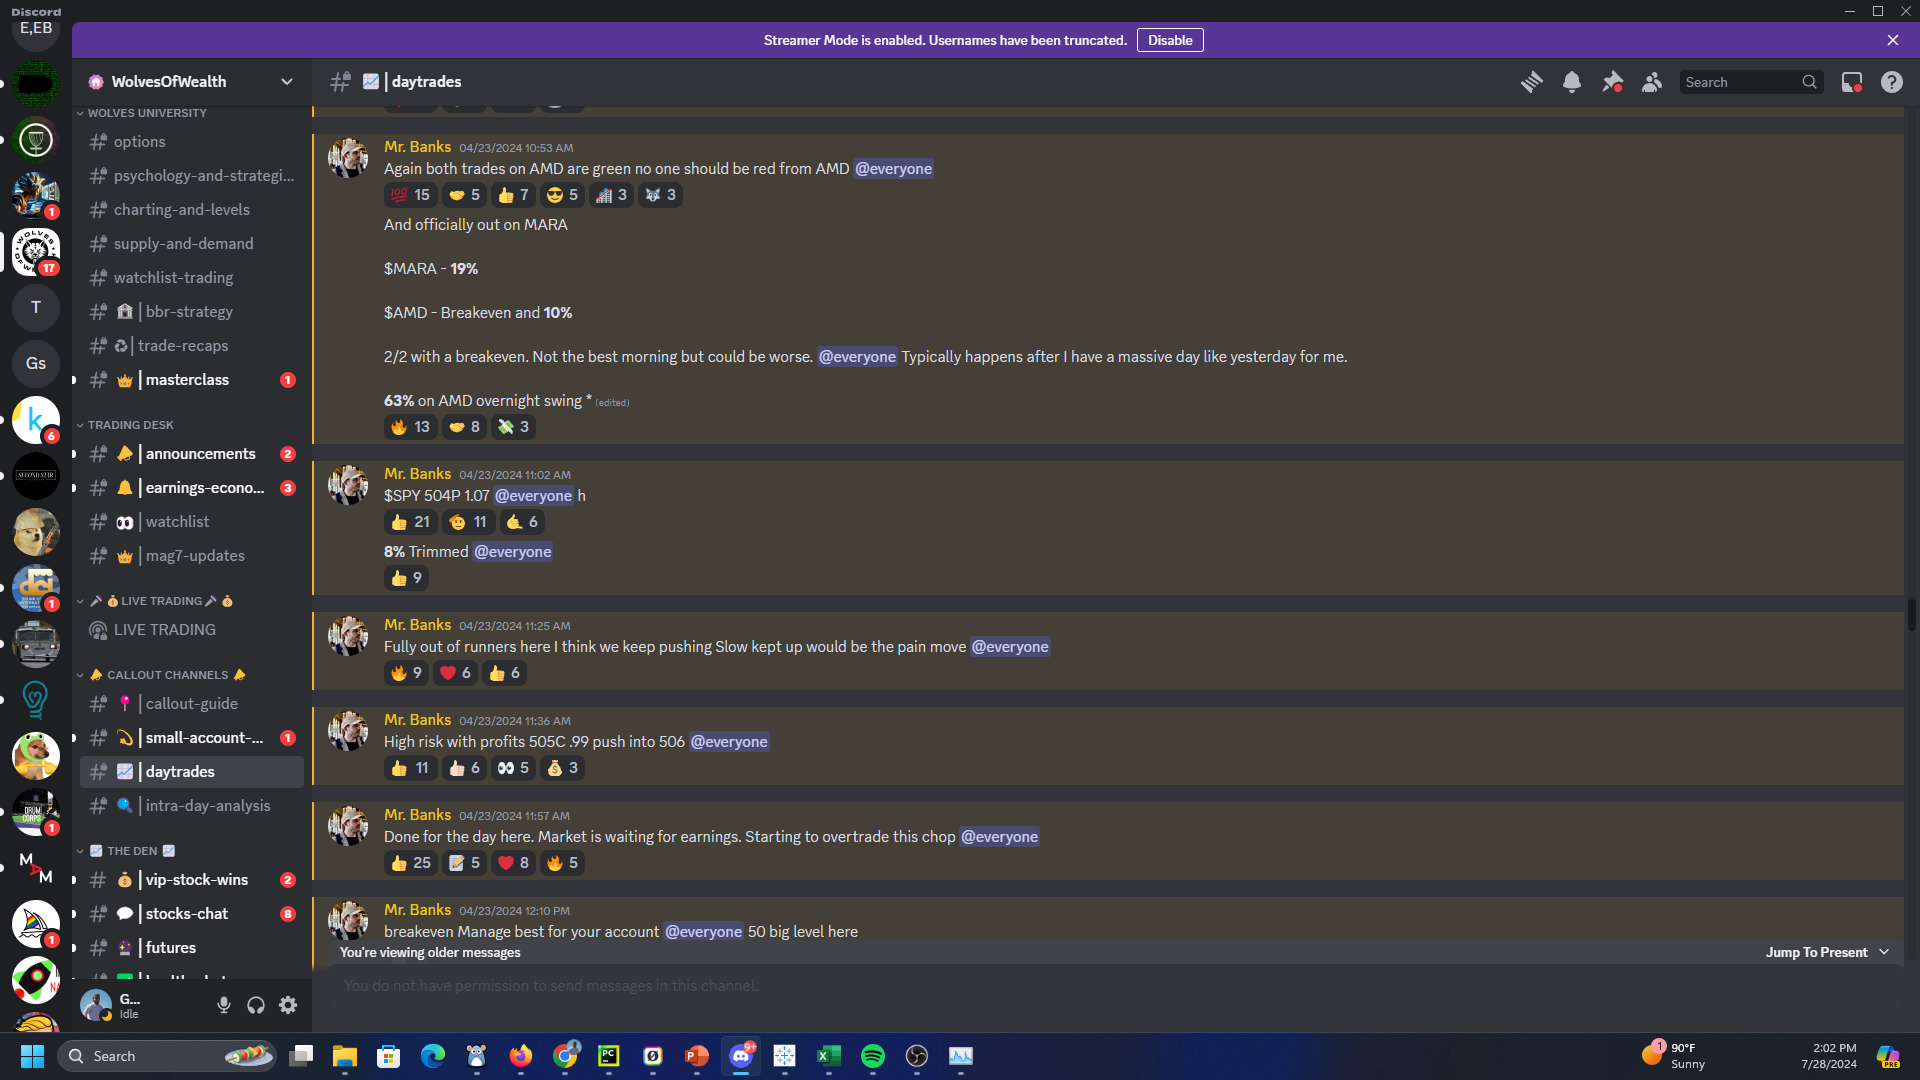 Discord
E,EB
Streamer Mode is enabled. Usernames have been truncated. Disable
WolvesOfWealth
| daytrades
Search
WOLVES UNIVERSITY
options
psychology-and-strategi...
charting-and-levels
supply-and-demand
watchlist-trading
| bbr-strategy
| trade-recaps
| masterclass 1
TRADING DESK
| announcements 2
| earnings-econo... 3
| watchlist
| mag7-updates
LIVE TRADING
LIVE TRADING
CALLOUT CHANNELS
| callout-guide
| small-account-... 1
| daytrades
| intra-day-analysis
THE DEN
| vip-stock-wins 2
| stocks-chat 8
| futures
1
WOLVES
17
T
Gs
k
6
SECOND STAR
dci
1
DRUM CORPS
1
M A M
1
G...
Idle
Mr. Banks 04/23/2024 10:53 AM
Again both trades on AMD are green no one should be red from AMD @everyone
100 15 5 7 5 3 3
And officially out on MARA
$MARA - 19%
$AMD - Breakeven and 10%
2/2 with a breakeven. Not the best morning but could be worse. @everyone Typically happens after I have a massive day like yesterday for me.
63% on AMD overnight swing * (edited)
13 8 3
Mr. Banks 04/23/2024 11:02 AM
$SPY 504P 1.07 @everyone h
21 11 6
8% Trimmed @everyone
9
Mr. Banks 04/23/2024 11:25 AM
Fully out of runners here I think we keep pushing Slow kept up would be the pain move @everyone
9 6 6
Mr. Banks 04/23/2024 11:36 AM
High risk with profits 505C .99 push into 506 @everyone
11 6 5 3
Mr. Banks 04/23/2024 11:57 AM
Done for the day here. Market is waiting for earnings. Starting to overtrade this chop @everyone
25 5 8 5
Mr. Banks 04/23/2024 12:10 PM
breakeven Manage best for your account @everyone 50 big level here
You're viewing older messages Jump To Present
You do not have permission to send messages in this channel.
Search
PC
9+
1
90°F
Sunny
2:02 PM
7/28/2024
PRE